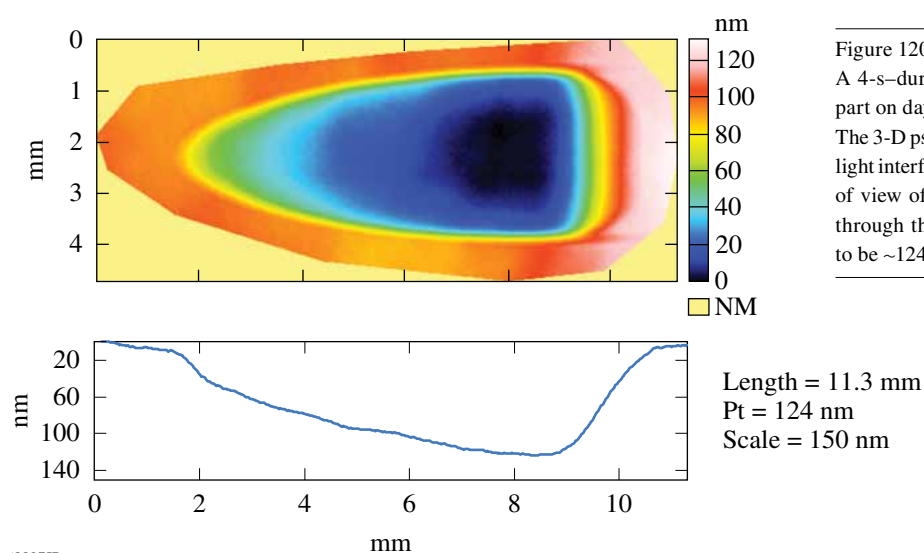 nm
0
1
2
3
4
mm
120
100
80
60
40
20
0
NM
Figure 120
A 4-s–dur
part on da
The 3-D ps
light interf
of view of
through th
to be ~124
20
60
100
140
nm
0 2 4 6 8 10
mm
Length = 11.3 mm
Pt = 124 nm
Scale = 150 nm